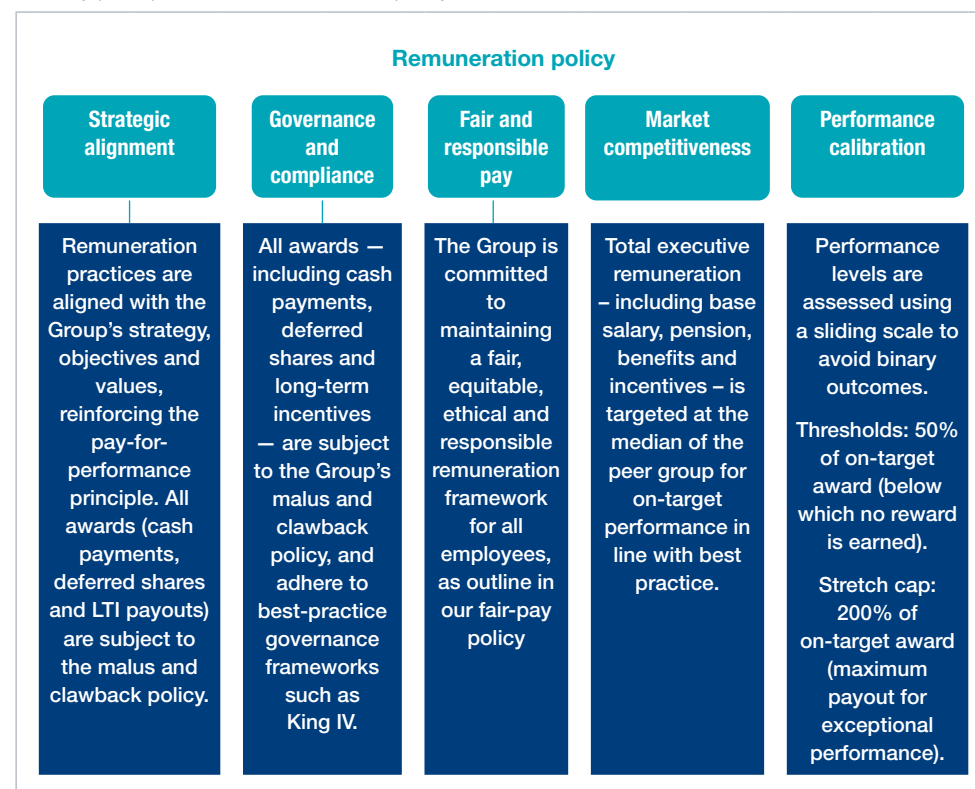 Remuneration policy
Strategic
alignment
Remuneration
practices are
aligned with the
Group's strategy,
objectives and
values,
reinforcing the
pay-for-
performance
principle. All
awards (cash
payments,
deferred shares
and LTI payouts)
are subject to
the malus and
clawback policy.
Governance
and
compliance
All awards —
including cash
payments,
deferred
shares and
long-term
incentives
— are subject
to the Group's
malus and
clawback
policy, and
adhere to
best-practice
governance
frameworks
such as
King IV.
Fair and
responsible
pay
The Group is
committed
to
maintaining
a fair,
equitable,
ethical and
responsible
remuneration
framework
for all
employees,
as outline in
our fair-pay
policy
Market
competitiveness
Total executive
remuneration
– including base
salary, pension,
benefits and
incentives – is
targeted at the
median of the
peer group for
on-target
performance in
line with best
practice.
Performance
calibration
Performance
levels are
assessed using
a sliding scale to
avoid binary
outcomes.
Thresholds: 50%
of on-target
award (below
which no reward
is earned).
Stretch cap:
200% of
on-target award
(maximum
payout for
exceptional
performance).